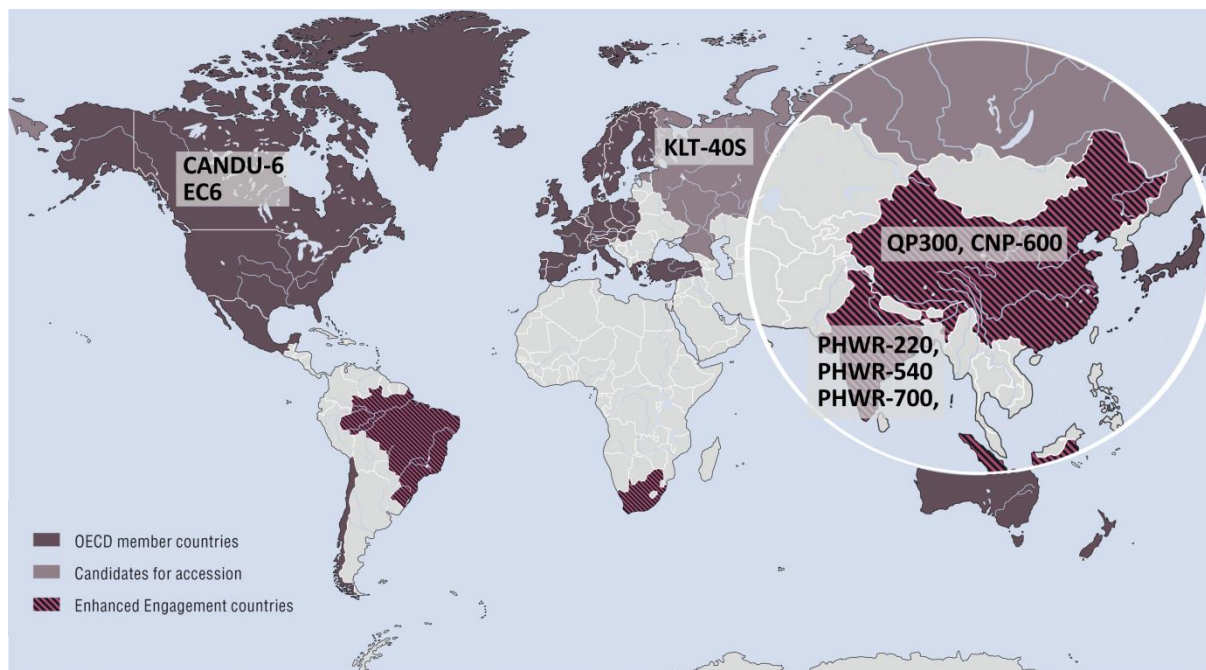 CANDU-6
EC6
KLT-40S
QP300, CNP-600
PHWR-220,
PHWR-540
PHWR-700,
!
OECD member countries
Candidates for accession
Enhanced Engagement countries